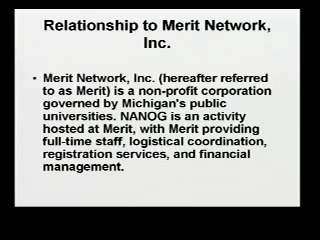 Relationship to Merit Network,
Inc.
• Merit Network, Inc. (hereafter referred
to as Merit) is a non-profit corporation
governed by Michigan's public
universities. NANOG is an activity
hosted at Merit, with Merit providing
full-time staff, logistical coordination,
registration services, and financial
management.